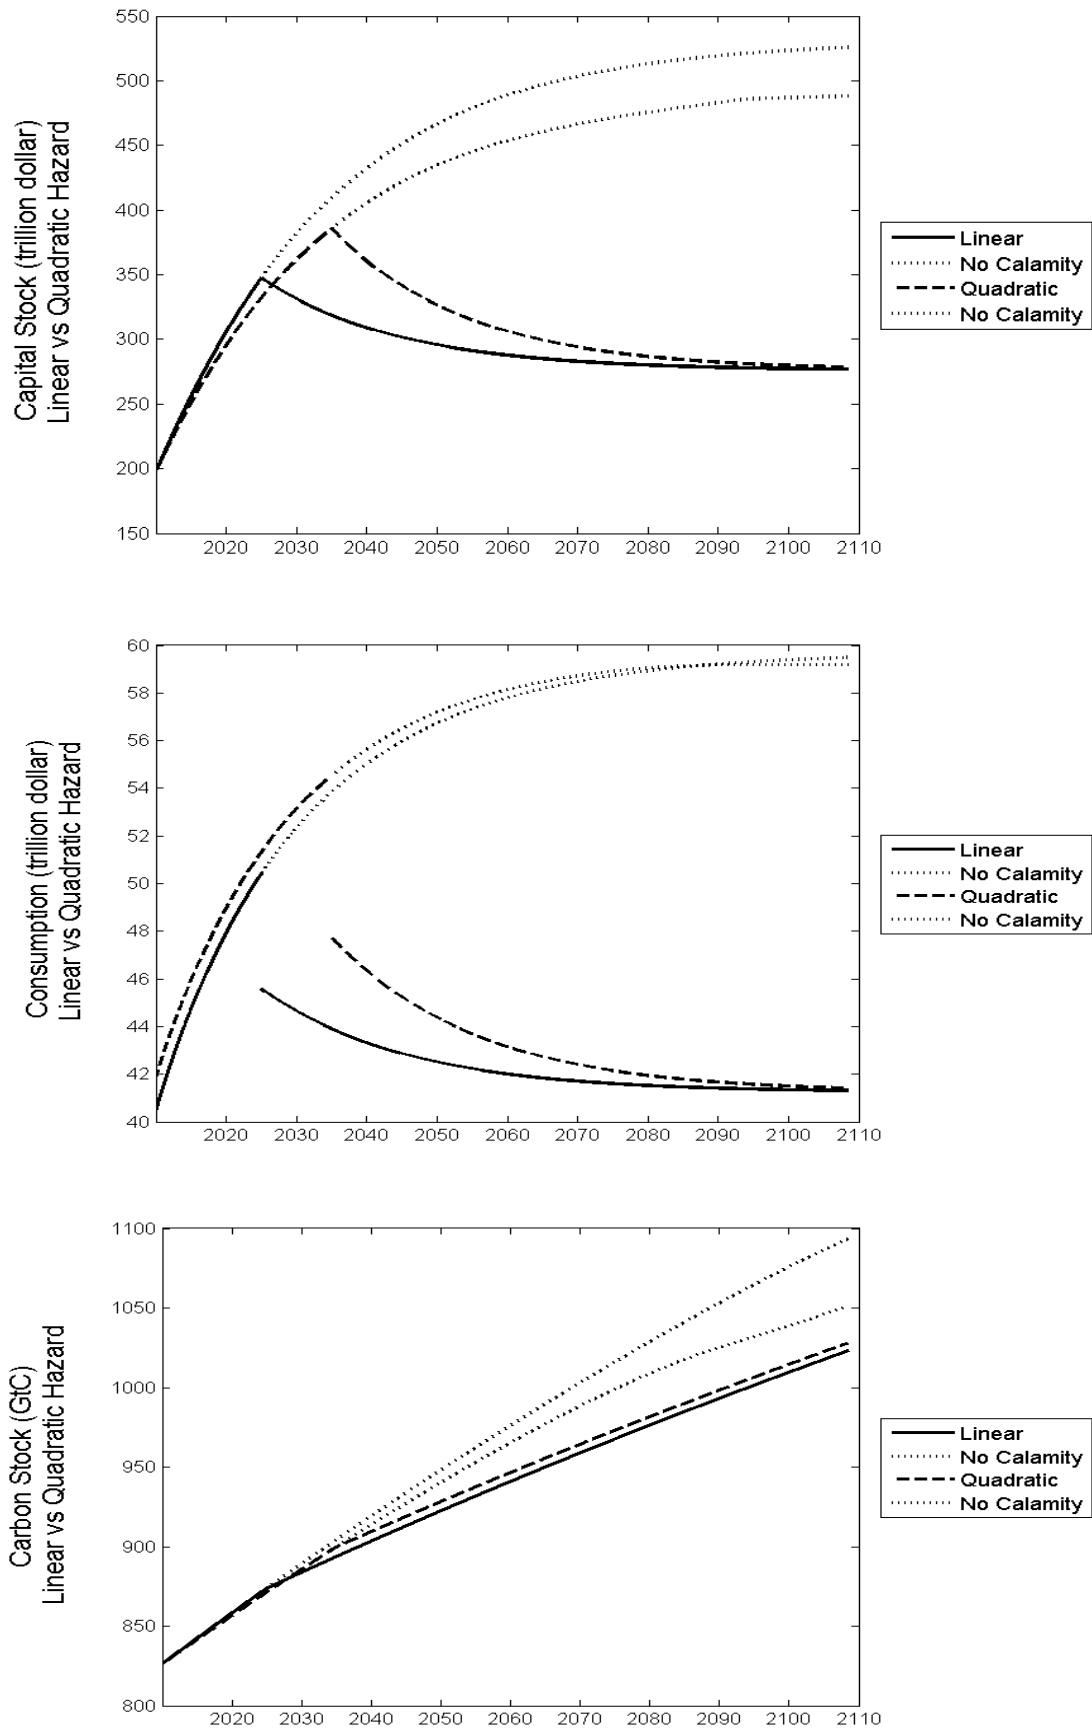 550
500
450
400
350
300
250
200
150
Capital Stock (trillion dollar)
Linear vs Quadratic Hazard
2020 2030 2040 2050 2060 2070 2080 2090 2100 2110
Linear
No Calamity
Quadratic
No Calamity
60
58
56
54
52
50
48
46
44
42
40
Consumption (trillion dollar)
Linear vs Quadratic Hazard
2020 2030 2040 2050 2060 2070 2080 2090 2100 2110
Linear
No Calamity
Quadratic
No Calamity
1100
1050
1000
950
900
850
800
Carbon Stock (GtC)
Linear vs Quadratic Hazard
2020 2030 2040 2050 2060 2070 2080 2090 2100 2110
Linear
No Calamity
Quadratic
No Calamity